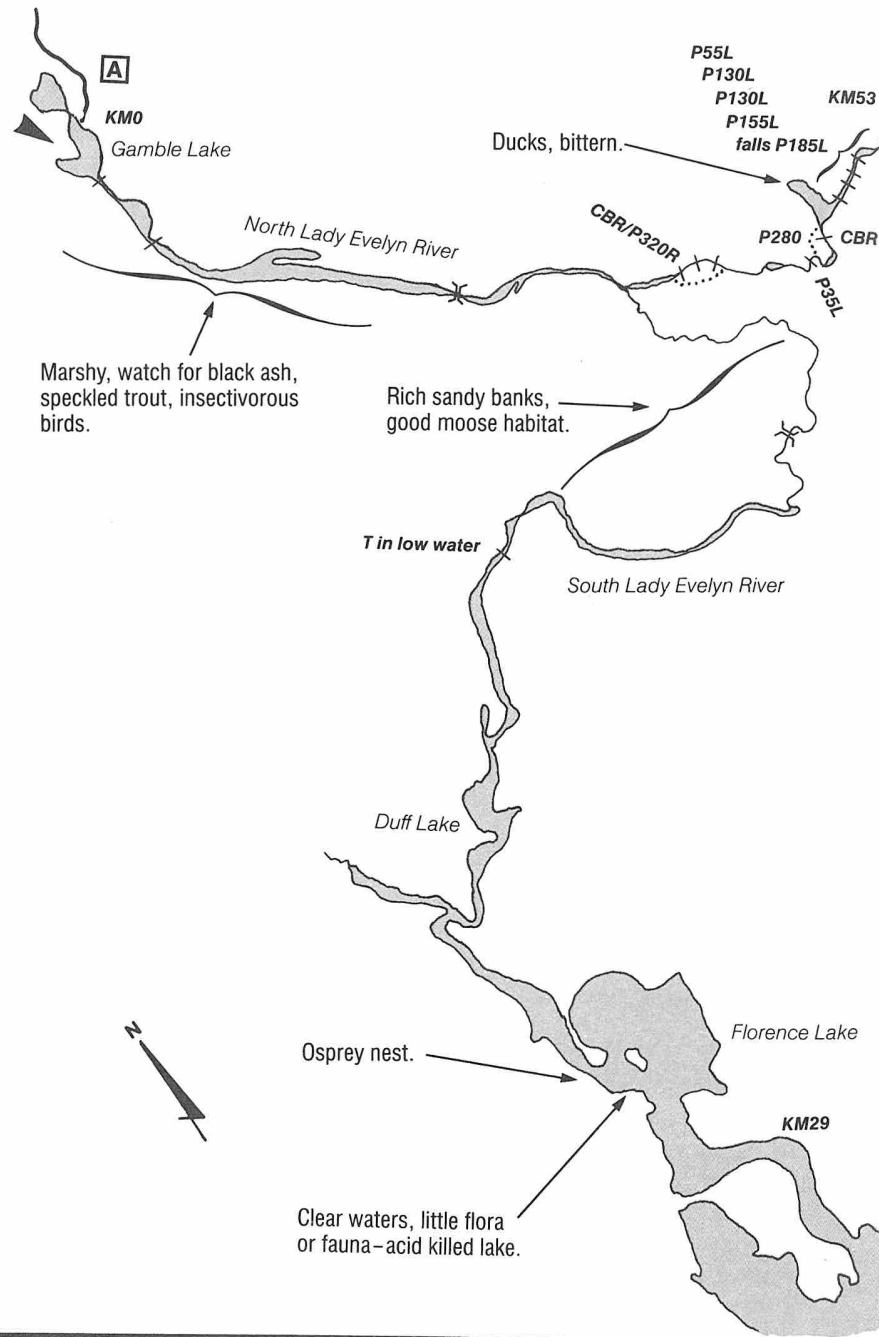 A
KM0
Gamble Lake
P55L
P130L
P130L
P155L
falls P185L
KM53
Ducks, bittern.
North Lady Evelyn River
CBR/P320R
P280
CBR
P35L
Marshy, watch for black ash,
speckled trout, insectivorous
birds.
Rich sandy banks,
good moose habitat.
T in low water
South Lady Evelyn River
Duff Lake
N
Osprey nest.
Florence Lake
KM29
Clear waters, little flora
or fauna–acid killed lake.